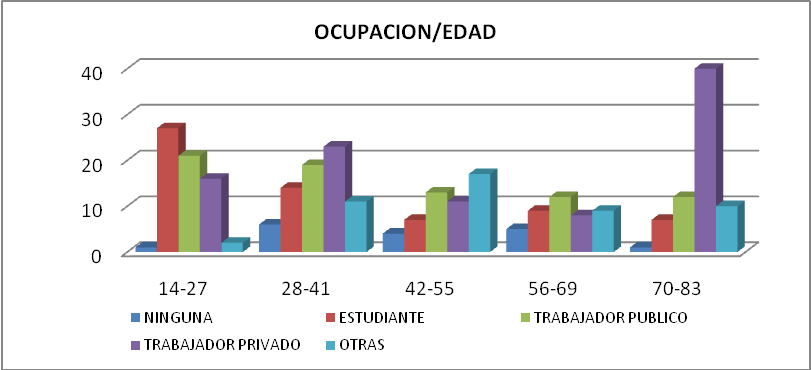 OCUPACION/EDAD
40
30
20
10
0
14-27 28-41 42-55 56-69 70-83
NINGUNA ESTUDIANTE TRABAJADOR PUBLICO
TRABAJADOR PRIVADO OTRAS